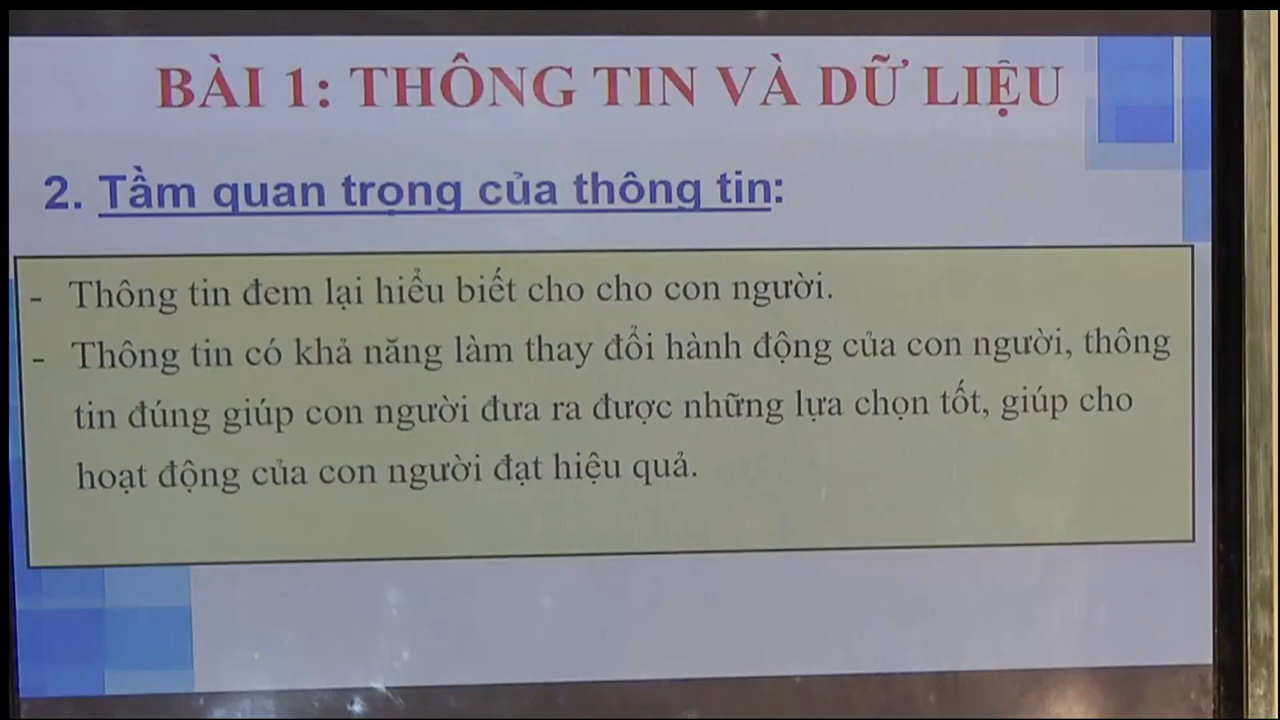 BÀI 1: THÔNG TIN VÀ DỮ LIỆU
2. Tầm quan trọng của thông tin:
- Thông tin đem lại hiểu biết cho cho con người.
- Thông tin có khả năng làm thay đổi hành động của con người, thông
tin đúng giúp con người đưa ra được những lựa chọn tốt, giúp cho
hoạt động của con người đạt hiệu quả.